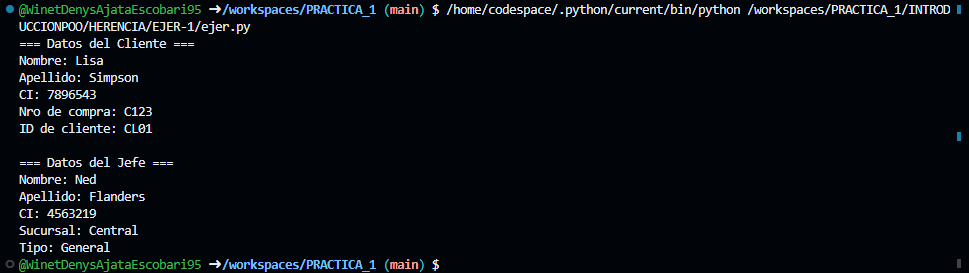 @WinetDenysAjataEscobari95 ➜/workspaces/PRACTICA_1 (main) $ /home/codespace/.python/current/bin/python /workspaces/PRACTICA_1/INTROD
UCCIONPOO/HERENCIA/EJER-1/ejer.py
=== Datos del Cliente ===
Nombre: Lisa
Apellido: Simpson
CI: 7896543
Nro de compra: C123
ID de cliente: CL01

=== Datos del Jefe ===
Nombre: Ned
Apellido: Flanders
CI: 4563219
Sucursal: Central
Tipo: General
@WinetDenysAjataEscobari95 ➜/workspaces/PRACTICA_1 (main) $